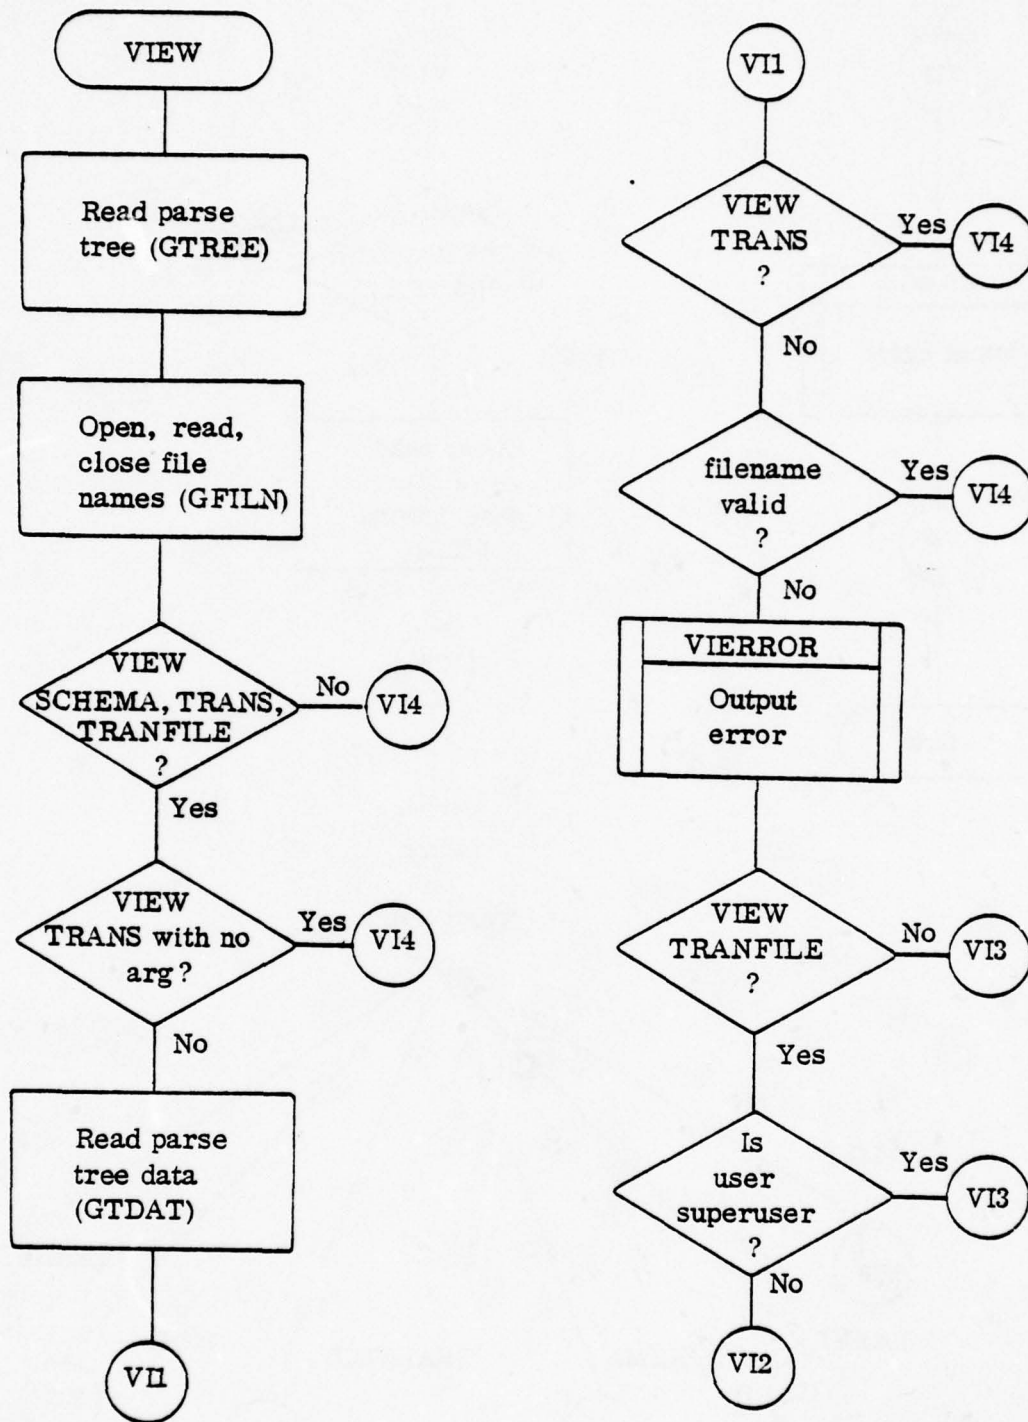 VIEW
Read parse
tree (GTREE)
Open, read,
close file
names (GFILN)
VIEW
SCHEMA, TRANS,
TRANFILE
?
No
VI4
Yes
VIEW
TRANS with no
arg?
Yes
VI4
No
Read parse
tree data
(GTDAT)
VI1
VI1
VIEW
TRANS
?
Yes
VI4
No
filename
valid
?
Yes
VI4
No
VIERROR
Output
error
VIEW
TRANFILE
?
No
VI3
Yes
Is
user
superuser
?
Yes
VI3
No
VI2